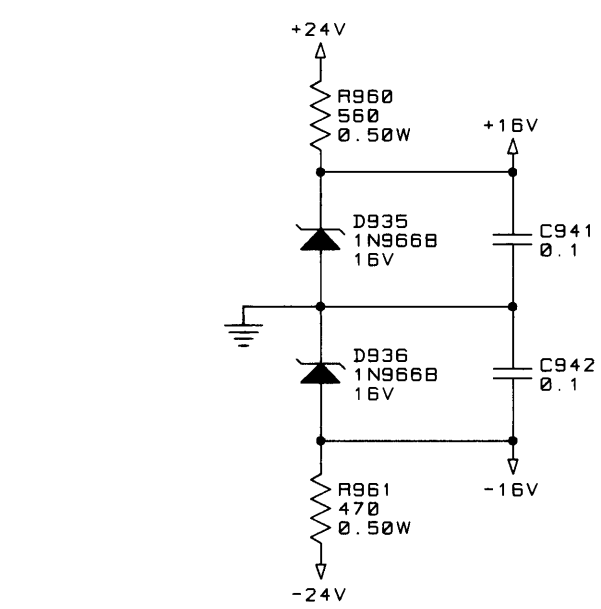 +24V
R960
560
0.50W
+16V
D935
1N966B
16V
C941
0.1
D936
1N966B
16V
C942
0.1
R961
470
0.50W
-16V
-24V